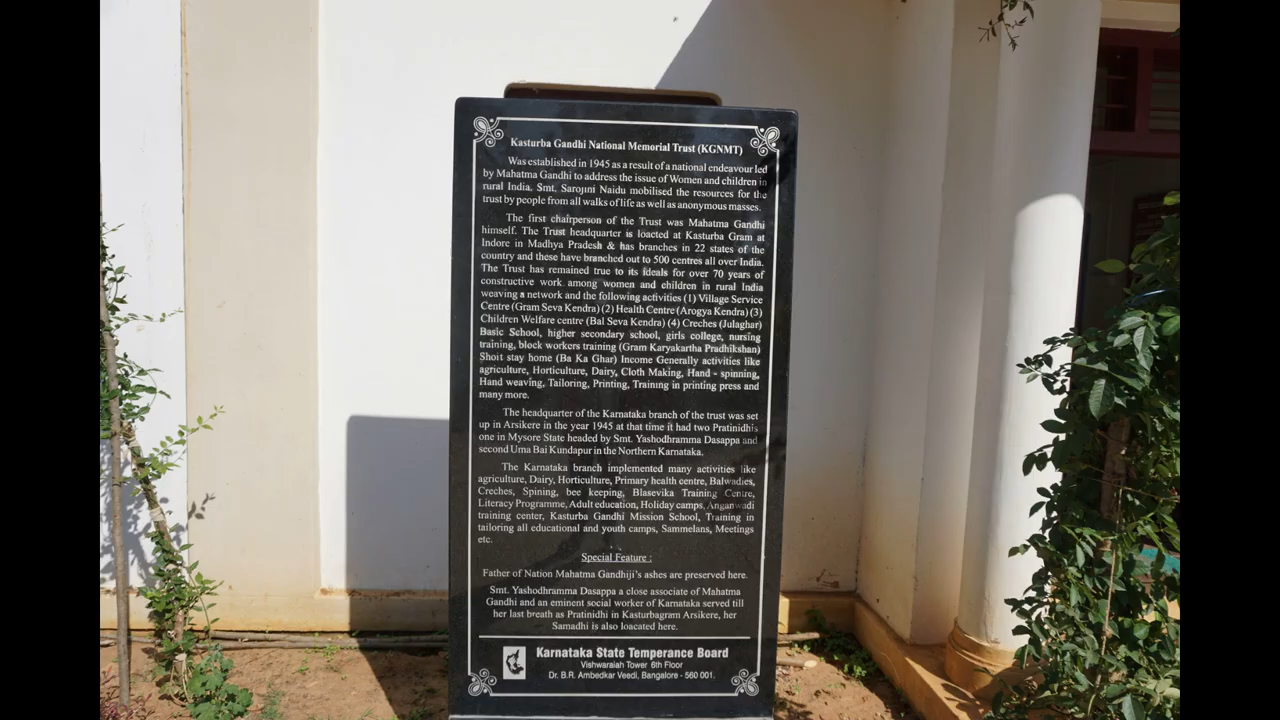 Kasturba Gandhi National Memorial Trust (KGNMT)
Was established in 1945 as a result of a national endeavour led
by Mahatma Gandhi to address the issue of Women and children in
rural India. Smt. Sarojini Naidu mobilised the resources for the
trust by people from all walks of life as well as anonymous masses.
The first chairperson of the Trust was Mahatma Gandhi
himself. The Trust headquarter is loacted at Kasturba Gram at
Indore in Madhya Pradesh & has branches in 22 states of the
country and these have branched out to 500 centres all over India.
The Trust has remained true to its ideals for over 70 years of
constructive work among women and children in rural India
weaving a network and the following activities (1) Village Service
Centre (Gram Seva Kendra) (2) Health Centre (Arogya Kendra) (3)
Children Welfare centre (Bal Seva Kendra) (4) Creches (Julaghar)
Basic School, higher secondary school, girls college, nursing
training, block workers training (Gram Karyakartha Pradhikshan)
Short stay home (Ba Ka Ghar) Income Generally activities like
agriculture, Horticulture, Dairy, Cloth Making, Hand - spinning,
Hand weaving, Tailoring, Printing, Training in printing press and
many more.
The headquarter of the Karnataka branch of the trust was set
up in Arsikere in the year 1945 at that time it had two Pratinidhis
one in Mysore State headed by Smt. Yashodhramma Dasappa and
second Uma Bai Kundapur in the Northern Karnataka.
The Karnataka branch implemented many activities like
agriculture, Dairy, Horticulture, Primary health centre, Balwadies,
Creches, Spining, bee keeping, Blasevika Training Centre,
Literacy Programme, Adult education, Holiday camps, Anganwadi
training center, Kasturba Gandhi Mission School, Training in
tailoring all educational and youth camps, Sammelans, Meetings
etc.
Special Feature :
Father of Nation Mahatma Gandhiji's ashes are preserved here.
Smt. Yashodhramma Dasappa a close associate of Mahatma
Gandhi and an eminent social worker of Karnataka served till
her last breath as Pratinidhi in Kasturbagram Arsikere, her
Samadhi is also loacated here.
Karnataka State Temperance Board
Vishwaraiah Tower 6th Floor
Dr. B.R. Ambedkar Veedi, Bangalore - 560 001.